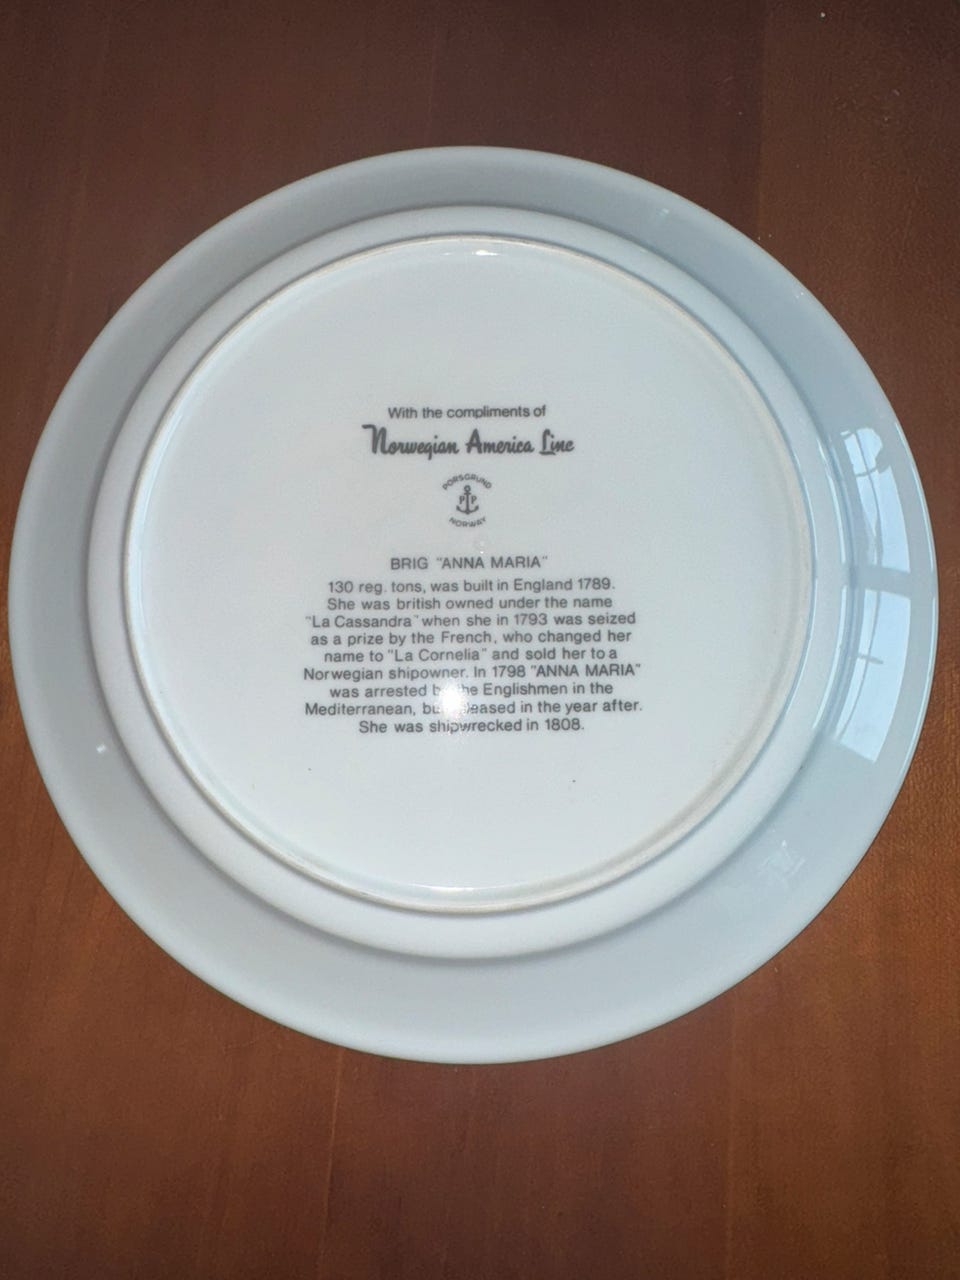 With the compliments of
Norwegian America Line
PORSGRUND
P P
NORWAY
BRIG "ANNA MARIA"
130 reg. tons, was built in England 1789.
She was british owned under the name
"La Cassandra" when she in 1793 was seized
as a prize by the French, who changed her
name to "La Cornelia" and sold her to a
Norwegian shipowner. In 1798 "ANNA MARIA"
was arrested Englishmen in the
Mediterranean, in the year after.
She was shipwrecked in 1808.